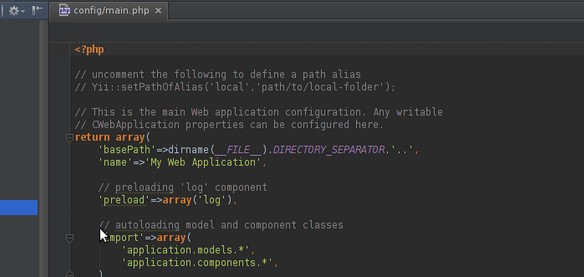 config/main.php
<?php
// uncomment the following to define a path alias
// Yii::setPathOfAlias('local','path/to/local-folder');
// This is the main Web application configuration. Any writable
// CWebApplication properties can be configured here.
return array(
'basePath'=>dirname(__FILE__).DIRECTORY_SEPARATOR.'..',
'name'=>'My Web Application',
// preloading 'log' component
'preload'=>array('log'),
// autoloading model and component classes
'import'=>array(
'application.models.*',
'application.components.*',
)